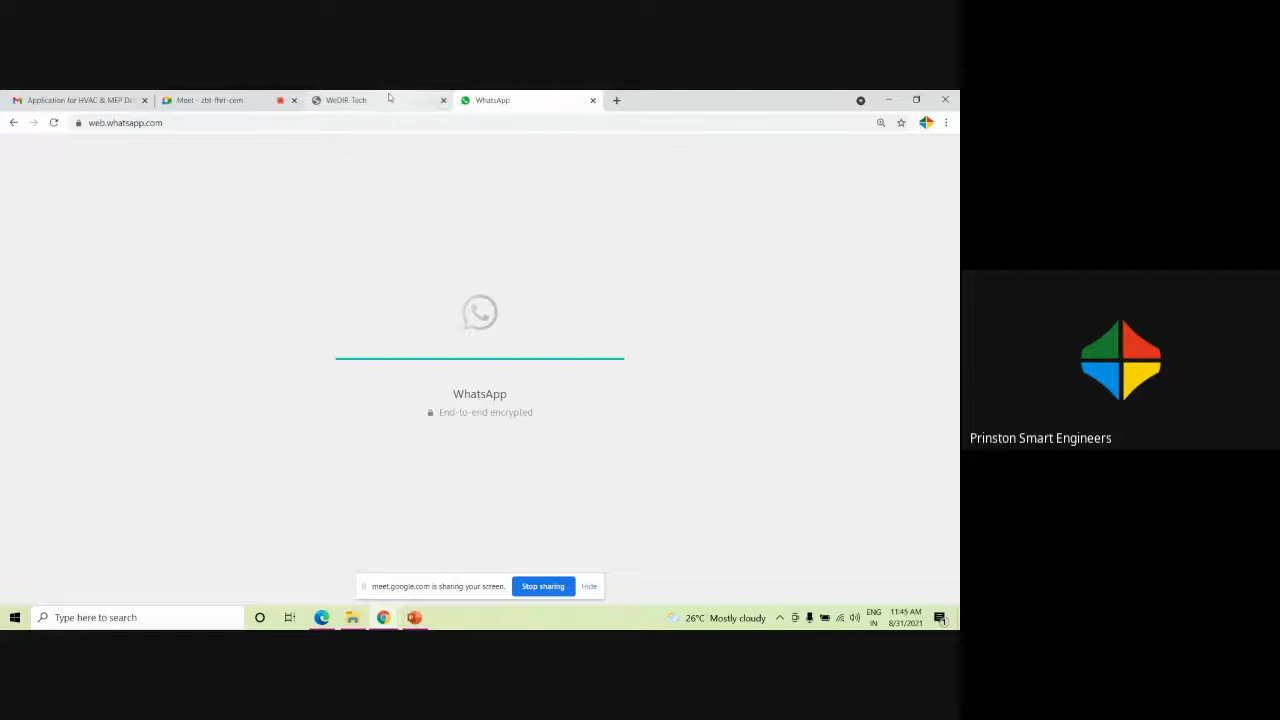 Application for HVAC & MEP De
Meet - zbt-fhrr-cem
WeDIR-Tech
WhatsApp
web.whatsapp.com
WhatsApp
End-to-end encrypted
Prinston Smart Engineers
meet.google.com is sharing your screen.
Stop sharing
Hide
Type here to search
26°C Mostly cloudy
ENG
IN
11:45 AM
8/31/2021
1